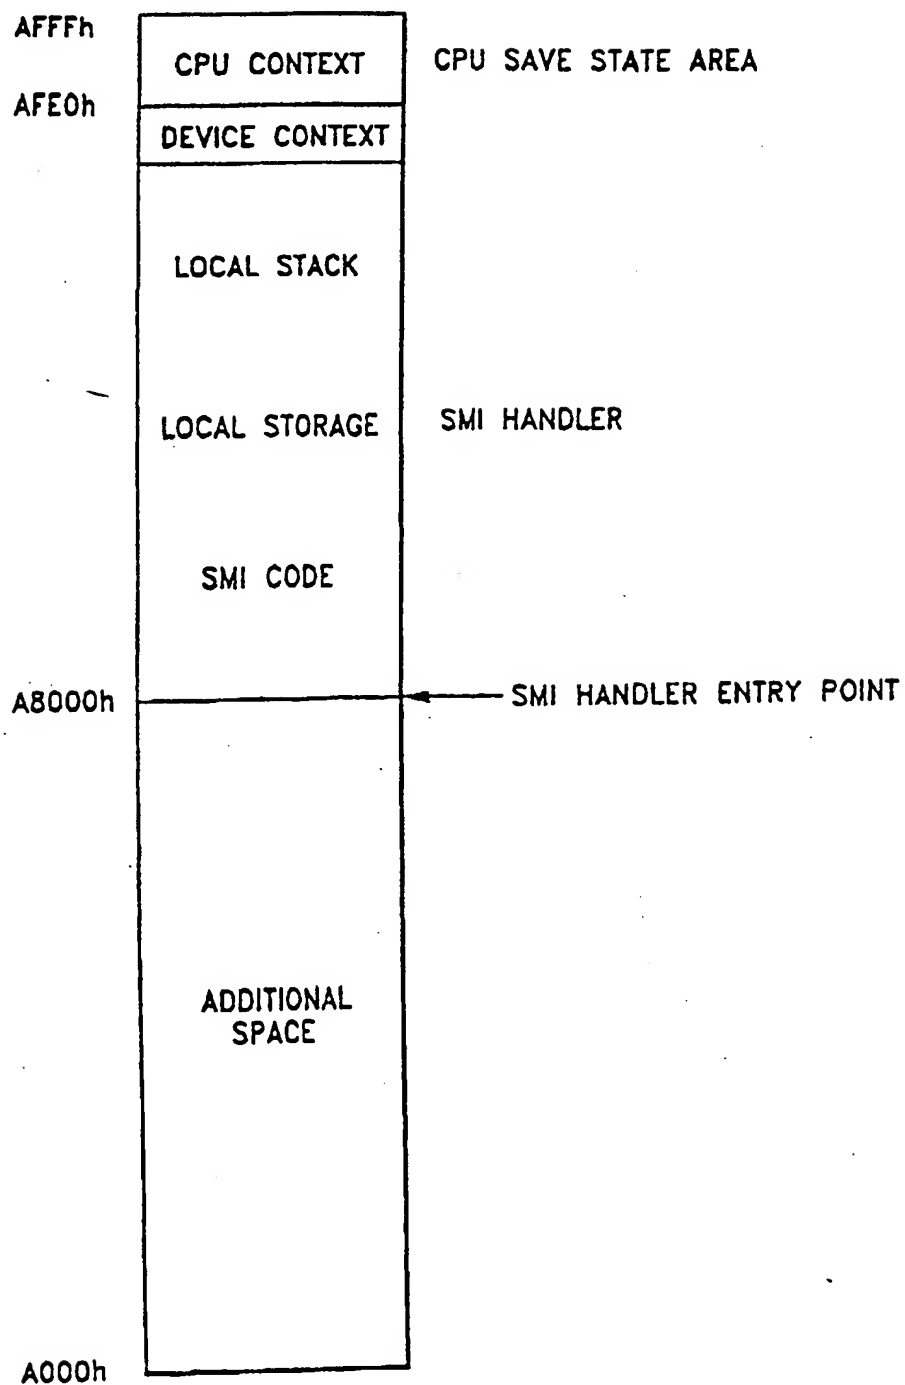 AFFFh
CPU CONTEXT
CPU SAVE STATE AREA
AFE0h
DEVICE CONTEXT
LOCAL STACK
LOCAL STORAGE
SMI HANDLER
SMI CODE
A8000h
SMI HANDLER ENTRY POINT
ADDITIONAL
SPACE
A000h